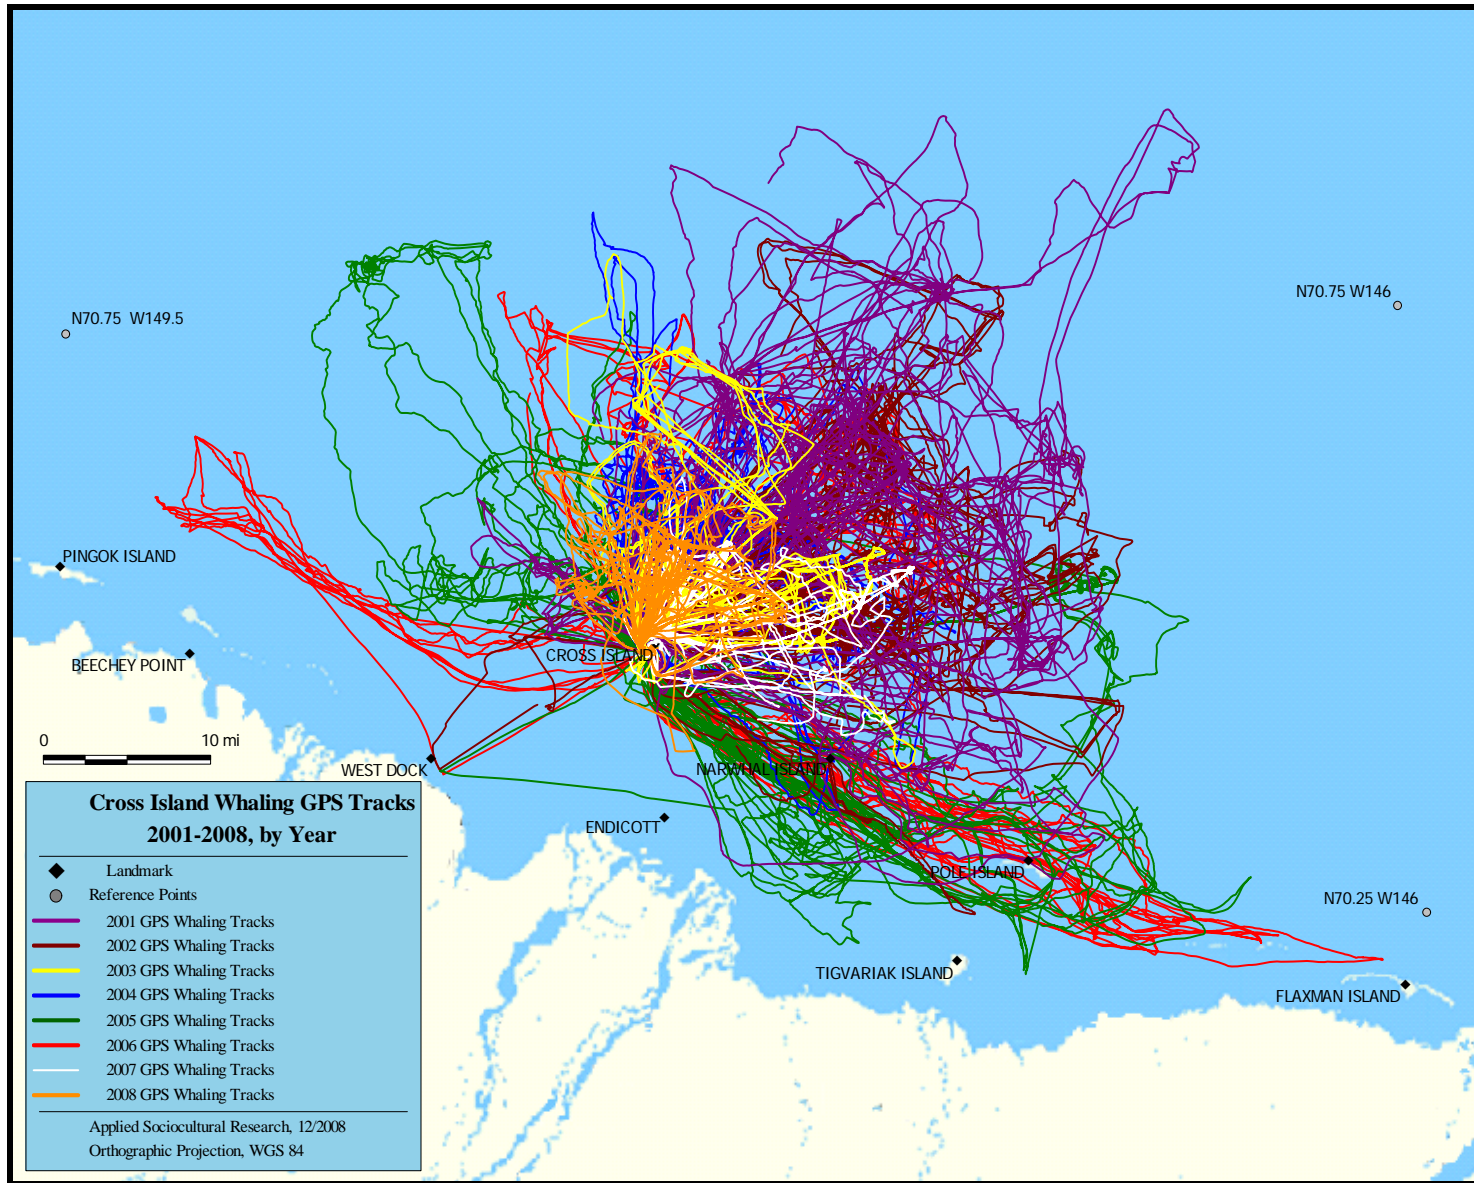 N70.75 W149.5
N70.75 W146
PINGOK ISLAND
BEECHEY POINT
CROSS ISLAND
0 10 mi
WEST DOCK
NARWHAL ISLAND
ENDICOTT
POLE ISLAND
N70.25 W146
TIGVARIAK ISLAND
FLAXMAN ISLAND
Cross Island Whaling GPS Tracks
2001-2008, by Year
Landmark
Reference Points
2001 GPS Whaling Tracks
2002 GPS Whaling Tracks
2003 GPS Whaling Tracks
2004 GPS Whaling Tracks
2005 GPS Whaling Tracks
2006 GPS Whaling Tracks
2007 GPS Whaling Tracks
2008 GPS Whaling Tracks
Applied Sociocultural Research, 12/2008
Orthographic Projection, WGS 84